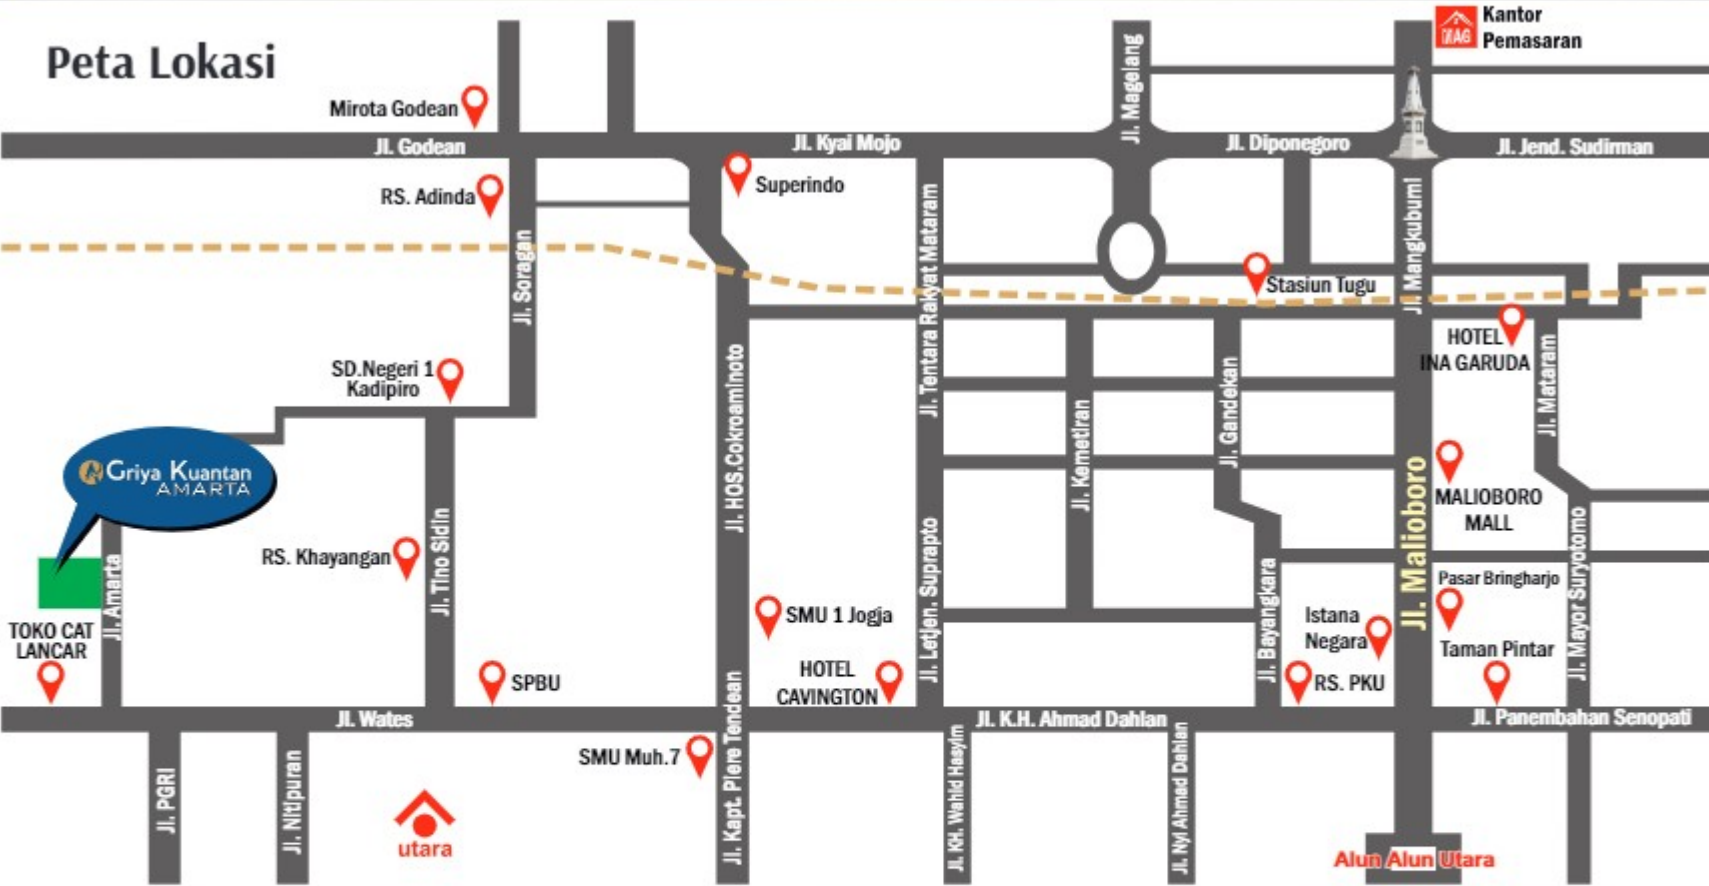 Peta Lokasi
Kantor
Pemasaran
DIAG
Mirota Godean
Jl. Godean
Jl. Kyai Mojo
Jl. Magelang
Jl. Diponegoro
Jl. Jend. Sudirman
RS. Adinda
Superindo
Jl. Soragan
Jl. Tentara Rakyat Mataram
Jl. Mangkubumi
Stasiun Tugu
HOTEL
INA GARUDA
SD.Negeri 1
Kadipiro
Jl. HOS.Cokroaminoto
Jl. Kemetiran
Jl. Gandekan
Jl. Mataram
Griya Kuantan
AMARTA
Jl. Malioboro
MALIOBORO
MALL
RS. Khayangan
Jl. Tino Sidin
Jl. Amarta
Jl. Letjen. Suprapto
Jl. Bayangkara
Pasar Bringharjo
Jl. Mayor Suryotomo
TOKO CAT
LANCAR
SMU 1 Jogja
Istana
Negara
Taman Pintar
SPBU
HOTEL
CAVINGTON
RS. PKU
Jl. Wates
Jl. K.H. Ahmad Dahlan
Jl. Panembahan Senopati
SMU Muh.7
Jl. PGRI
Jl. Nitipuran
Jl. Kapt. Piere Tendean
Jl. KH. Wahid Hasyim
Jl. Nyi Ahmad Dahlan
utara
Alun Alun Utara